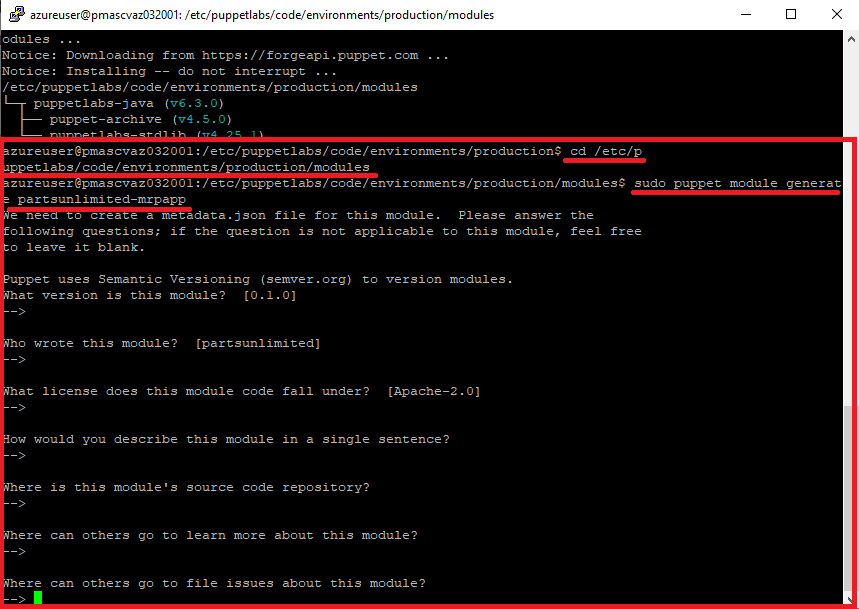 azureuser@pmascvaz032001: /etc/puppetlabs/code/environments/production/modules
odules ...
Notice: Downloading from https://forgeapi.puppet.com ...
Notice: Installing -- do not interrupt ...
/etc/puppetlabs/code/environments/production/modules
└─┬ puppetlabs-java (v6.3.0)
  ├── puppet-archive (v4.5.0)
  └── puppetlabs-stdlib (v4.25.1)
azureuser@pmascvaz032001:/etc/puppetlabs/code/environments/production$ cd /etc/p
uppetlabs/code/environments/production/modules
azureuser@pmascvaz032001:/etc/puppetlabs/code/environments/production/modules$ sudo puppet module generat
e partsunlimited-mrpapp
We need to create a metadata.json file for this module.  Please answer the
following questions; if the question is not applicable to this module, feel free
to leave it blank.
Puppet uses Semantic Versioning (semver.org) to version modules.
What version is this module?  [0.1.0]
-->
Who wrote this module?  [partsunlimited]
-->
What license does this module code fall under?  [Apache-2.0]
-->
How would you describe this module in a single sentence?
-->
Where is this module's source code repository?
-->
Where can others go to learn more about this module?
-->
Where can others go to file issues about this module?
-->